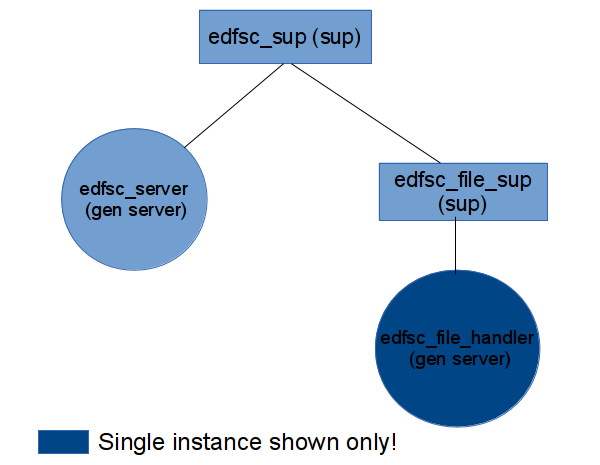 edfsc_sup (sup)
edfsc_server
(gen server)
edfsc_file_sup
(sup)
edfsc_file_handler
(gen server)
Single instance shown only!